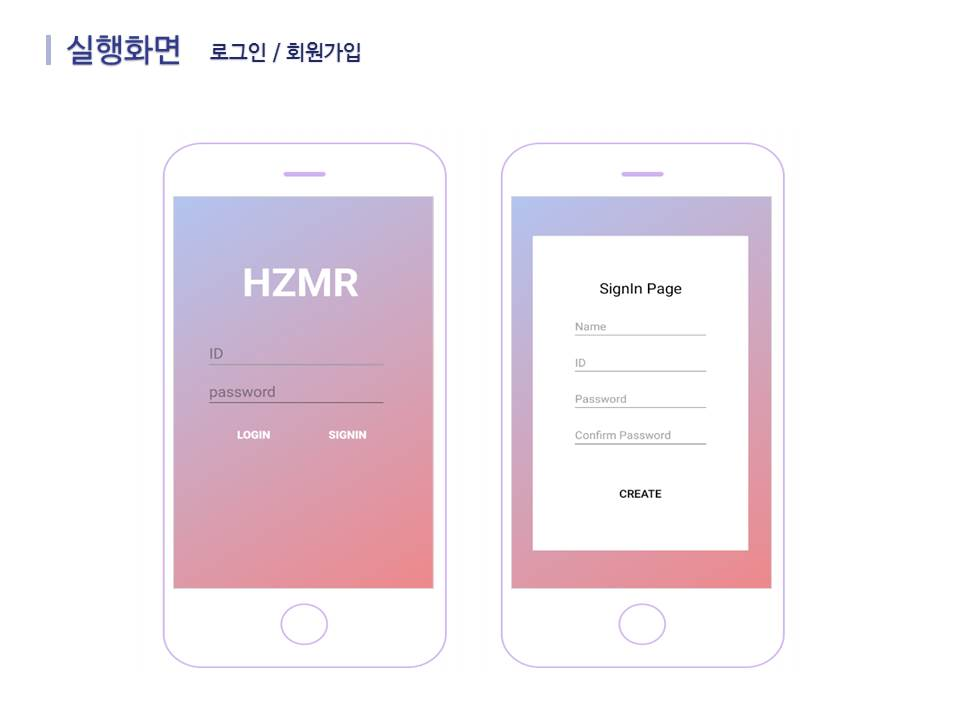 실행화면 로그인 / 회원가입
HZMR
ID
password
LOGIN SIGNIN
SignIn Page
Name
ID
Password
Confirm Password
CREATE